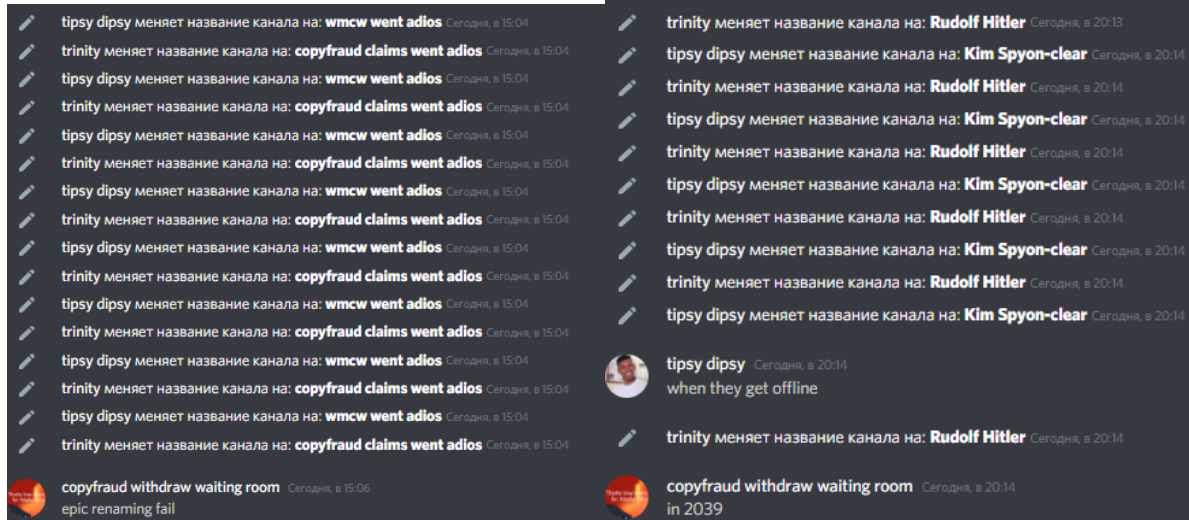 tipsy dipsy меняет название канала на: wmcw went adios Сегодня, в 15:04
trinity меняет название канала на: copyfraud claims went adios Сегодня, в 15:04
tipsy dipsy меняет название канала на: wmcw went adios Сегодня, в 15:04
trinity меняет название канала на: copyfraud claims went adios Сегодня, в 15:04
tipsy dipsy меняет название канала на: wmcw went adios Сегодня, в 15:04
trinity меняет название канала на: copyfraud claims went adios Сегодня, в 15:04
tipsy dipsy меняет название канала на: wmcw went adios Сегодня, в 15:04
trinity меняет название канала на: copyfraud claims went adios Сегодня, в 15:04
tipsy dipsy меняет название канала на: wmcw went adios Сегодня, в 15:04
trinity меняет название канала на: copyfraud claims went adios Сегодня, в 15:04
tipsy dipsy меняет название канала на: wmcw went adios Сегодня, в 15:04
trinity меняет название канала на: copyfraud claims went adios Сегодня, в 15:04
tipsy dipsy меняет название канала на: wmcw went adios Сегодня, в 15:04
trinity меняет название канала на: copyfraud claims went adios Сегодня, в 15:04
tipsy dipsy меняет название канала на: wmcw went adios Сегодня, в 15:04
trinity меняет название канала на: copyfraud claims went adios Сегодня, в 15:04
copyfraud withdraw waiting room Сегодня, в 15:06
epic renaming fail
trinity меняет название канала на: Rudolf Hitler Сегодня, в 20:13
tipsy dipsy меняет название канала на: Kim Spyon-clear Сегодня, в 20:14
trinity меняет название канала на: Rudolf Hitler Сегодня, в 20:14
tipsy dipsy меняет название канала на: Kim Spyon-clear Сегодня, в 20:14
trinity меняет название канала на: Rudolf Hitler Сегодня, в 20:14
tipsy dipsy меняет название канала на: Kim Spyon-clear Сегодня, в 20:14
trinity меняет название канала на: Rudolf Hitler Сегодня, в 20:14
tipsy dipsy меняет название канала на: Kim Spyon-clear Сегодня, в 20:14
trinity меняет название канала на: Rudolf Hitler Сегодня, в 20:14
tipsy dipsy меняет название канала на: Kim Spyon-clear Сегодня, в 20:14
tipsy dipsy Сегодня, в 20:14
when they get offline
trinity меняет название канала на: Rudolf Hitler Сегодня, в 20:14
copyfraud withdraw waiting room Сегодня, в 20:14
in 2039